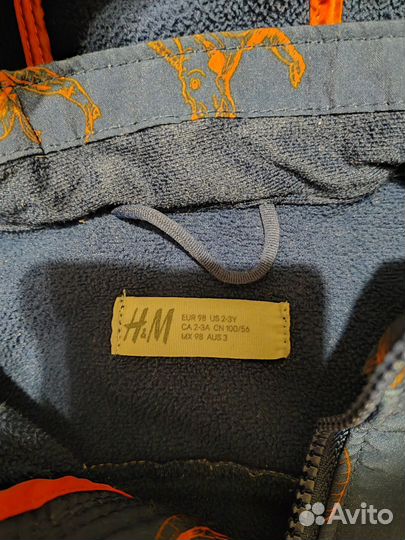 H&M
EUR 98 US 2-3Y
CA 2-3A CN 100/56
MX 98 AUS 3
Avito